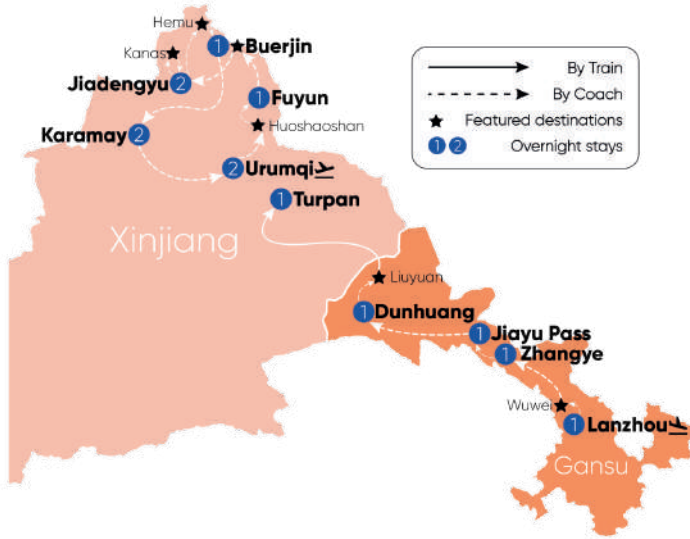 Hemu
1 Buerjin
Kanas
Jiadengyu 2
1 Fuyun
Karamay 2
Huoshaoshan
2 Urumqi
1 Turpan
Xinjiang
Liuyuan
1 Dunhuang
1 Jiayu Pass
1 Zhangye
Wuwei
1 Lanzhou
Gansu
By Train
By Coach
Featured destinations
1 2 Overnight stays